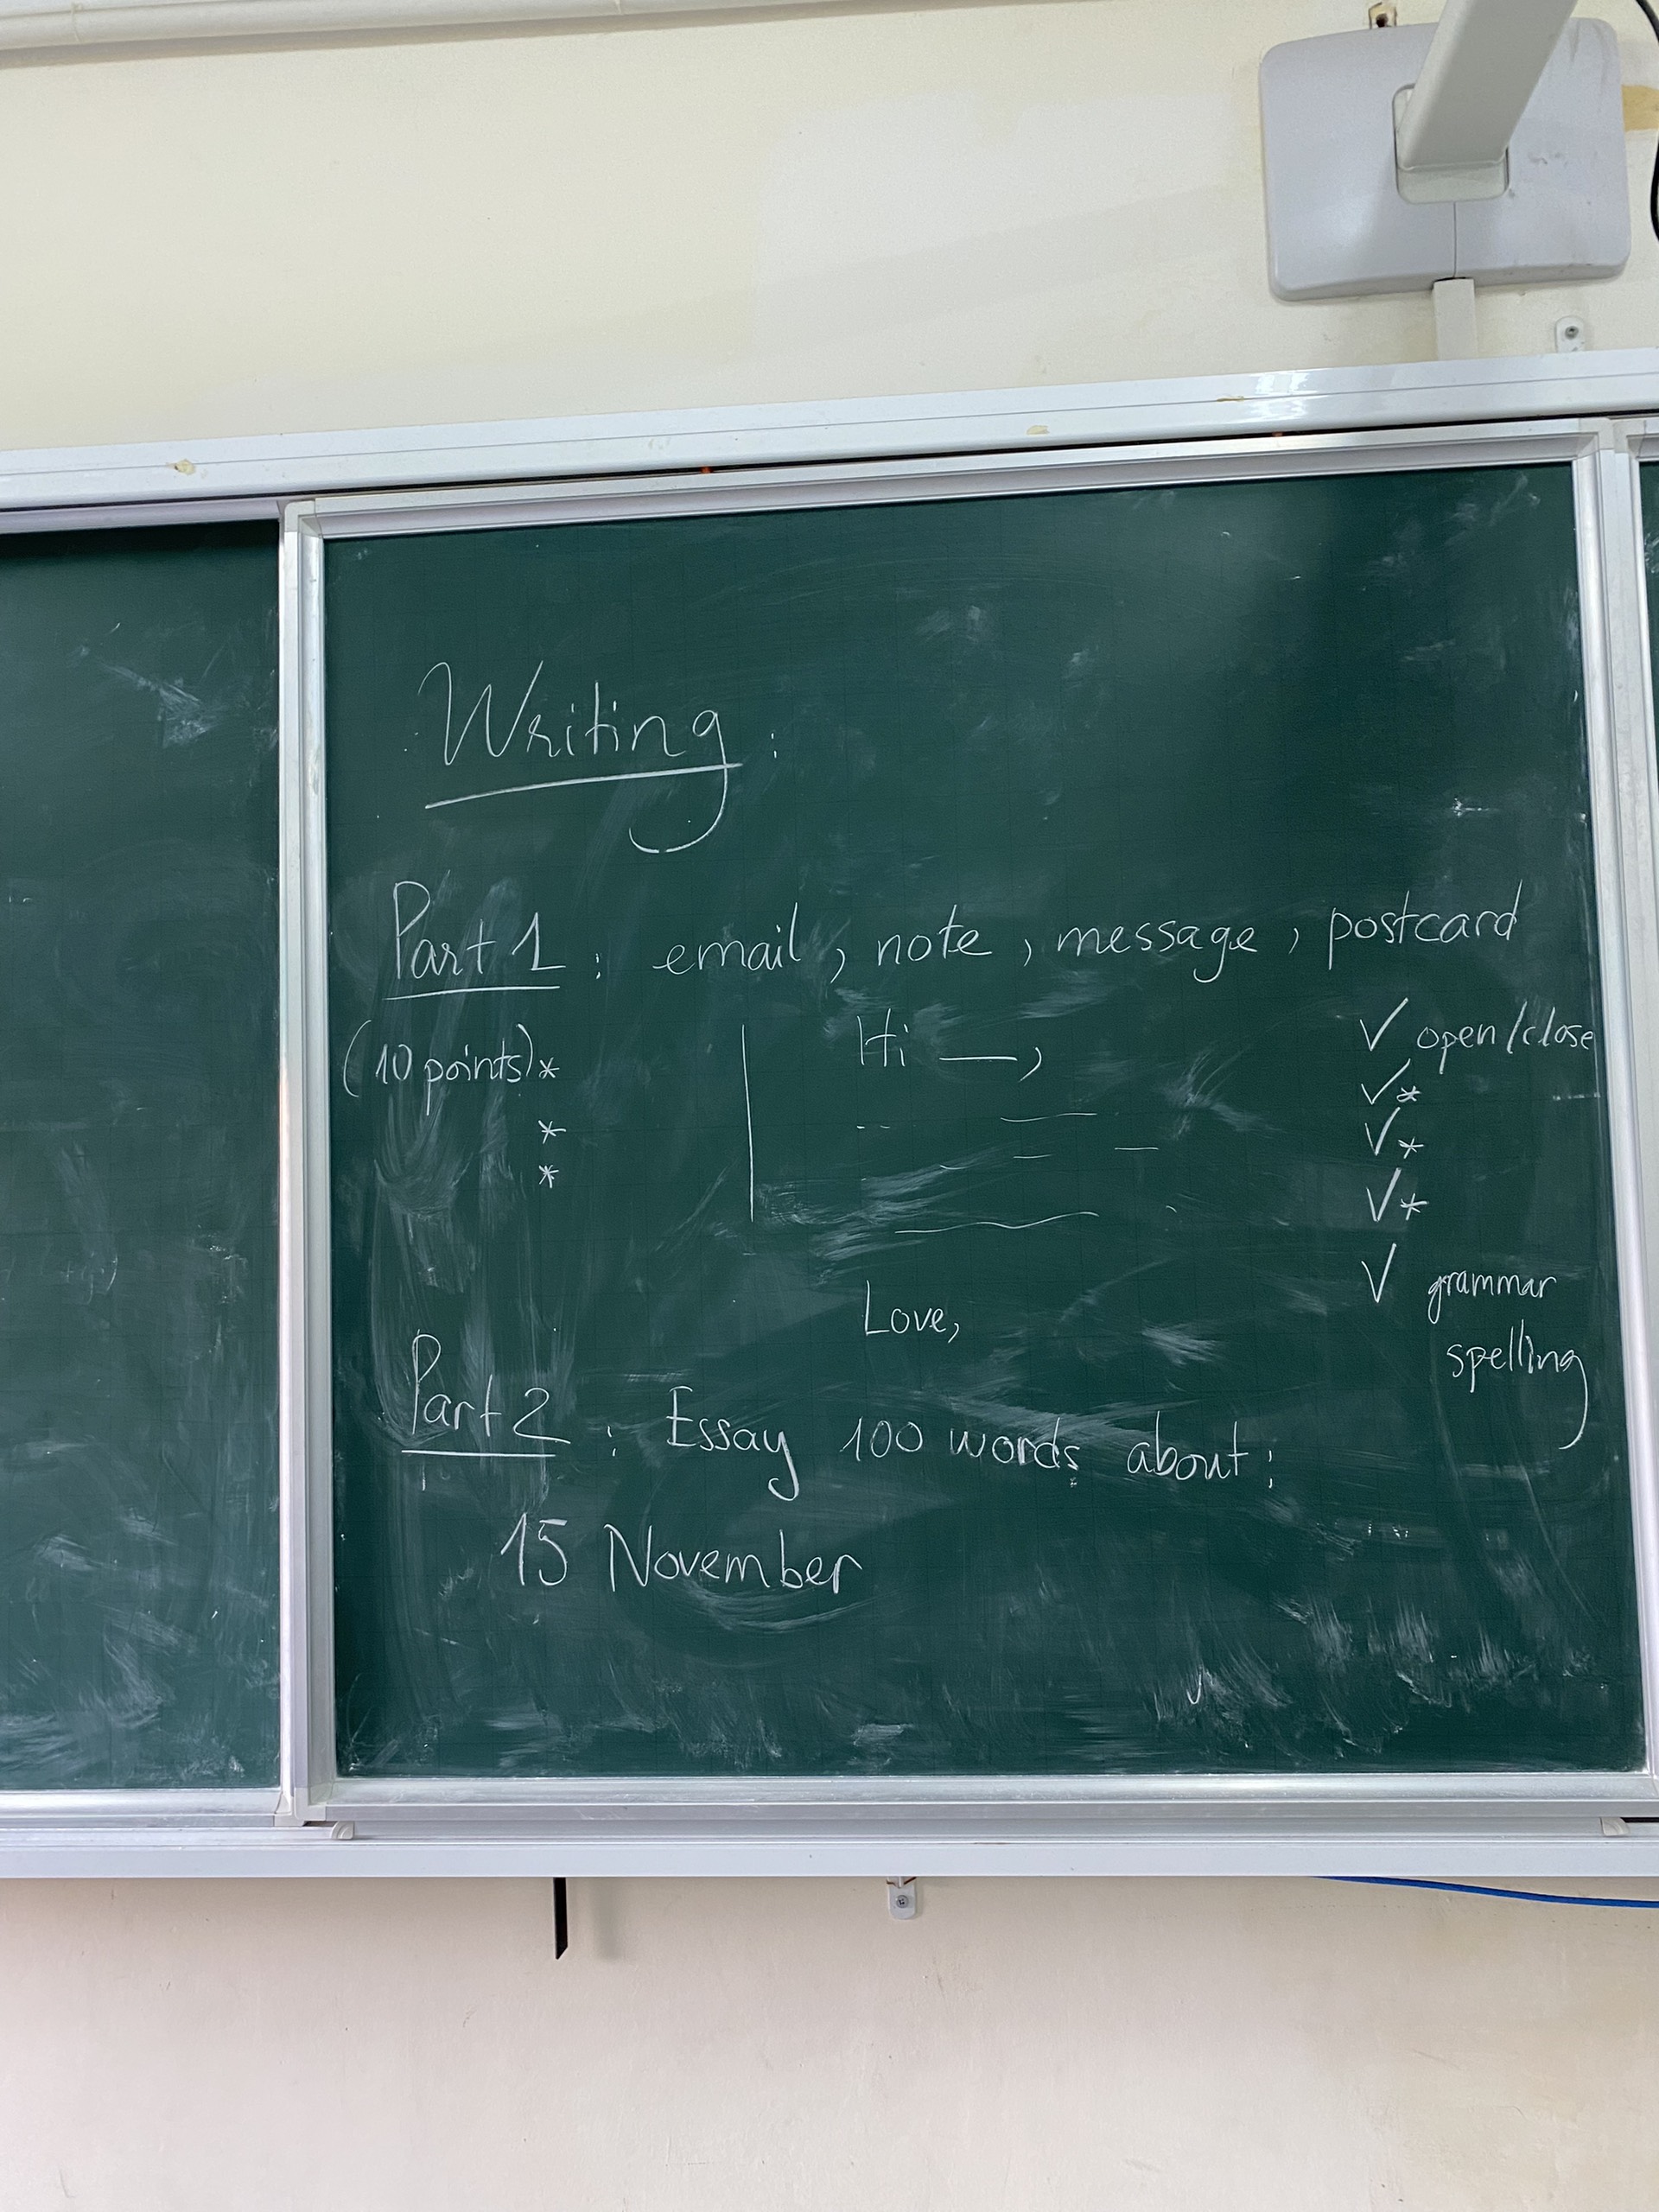 Writing :
Part 1 : email, note, message, postcard
(10 points) *
*
*
Hi __,
Love,
✓ open/close
✓ *
✓ *
✓ *
✓ grammar
spelling
Part 2 : Essay 100 words about :
15 November